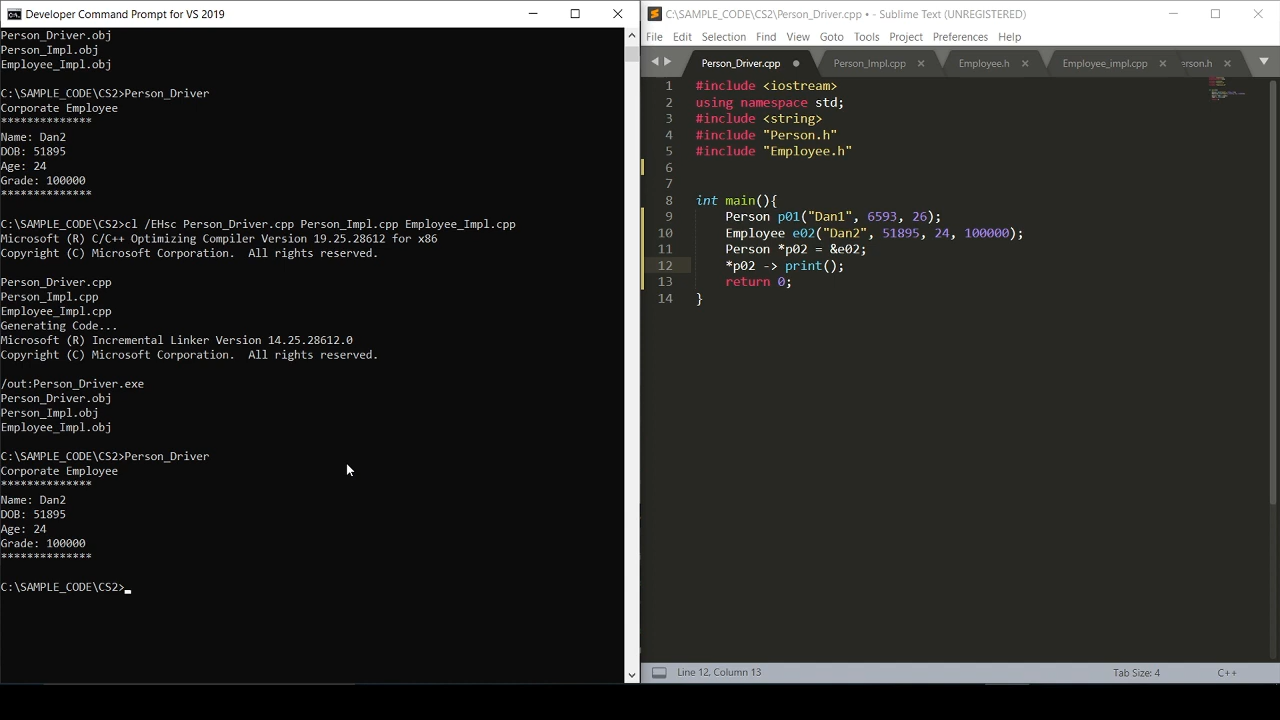 Developer Command Prompt for VS 2019
Person_Driver.obj
Person_Impl.obj
Employee_Impl.obj
C:\SAMPLE_CODE\CS2>Person_Driver
Corporate Employee
**************
Name: Dan2
DOB: 51895
Age: 24
Grade: 100000
**************
C:\SAMPLE_CODE\CS2>cl /EHsc Person_Driver.cpp Person_Impl.cpp Employee_Impl.cpp
Microsoft (R) C/C++ Optimizing Compiler Version 19.25.28612 for x86
Copyright (C) Microsoft Corporation.  All rights reserved.
Person_Driver.cpp
Person_Impl.cpp
Employee_Impl.cpp
Generating Code...
Microsoft (R) Incremental Linker Version 14.25.28612.0
Copyright (C) Microsoft Corporation.  All rights reserved.
/out:Person_Driver.exe
Person_Driver.obj
Person_Impl.obj
Employee_Impl.obj
C:\SAMPLE_CODE\CS2>Person_Driver
Corporate Employee
**************
Name: Dan2
DOB: 51895
Age: 24
Grade: 100000
**************
C:\SAMPLE_CODE\CS2>
C:\SAMPLE_CODE\CS2\Person_Driver.cpp • - Sublime Text (UNREGISTERED)
File Edit Selection Find View Goto Tools Project Preferences Help
Person_Driver.cpp Person_Impl.cpp Employee.h Employee_impl.cpp erson.h
1 #include <iostream>
2 using namespace std;
3 #include <string>
4 #include "Person.h"
5 #include "Employee.h"
6
7
8 int main(){
9 Person p01("Dan1", 6593, 26);
10 Employee e02("Dan2", 51895, 24, 100000);
11 Person *p02 = &e02;
12 *p02 -> print();
13 return 0;
14 }
Line 12, Column 13 Tab Size: 4 C++